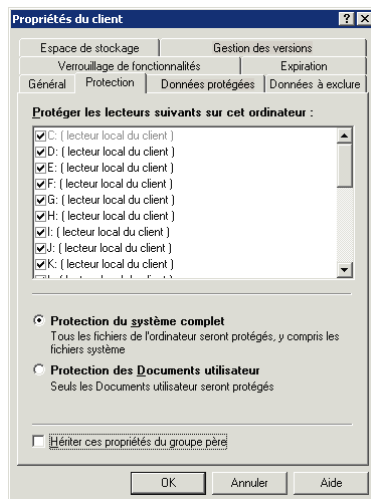 Propriétés du client
Espace de stockage Gestion des versions
Verrouillage de fonctionnalités Expiration
Général Protection Données protégées Données à exclure
Protéger les lecteurs suivants sur cet ordinateur :
C: ( lecteur local du client )
D: ( lecteur local du client )
E: ( lecteur local du client )
F: ( lecteur local du client )
G: ( lecteur local du client )
H: ( lecteur local du client )
I: ( lecteur local du client )
J: ( lecteur local du client )
K: ( lecteur local du client )
Protection du système complet
Tous les fichiers de l'ordinateur seront protégés, y compris les
fichiers système
Protection des Documents utilisateur
Seuls les Documents utilisateur seront protégés
Hériter ces propriétés du groupe père
OK Annuler Aide